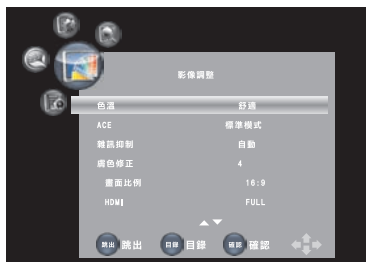 影像調整
色溫 舒適
ACE 標準模式
雜訊抑制 自動
膚色修正 4
畫面比例 16:9
HDMI FULL
跳出 跳出 目錄 目錄 確認 確認